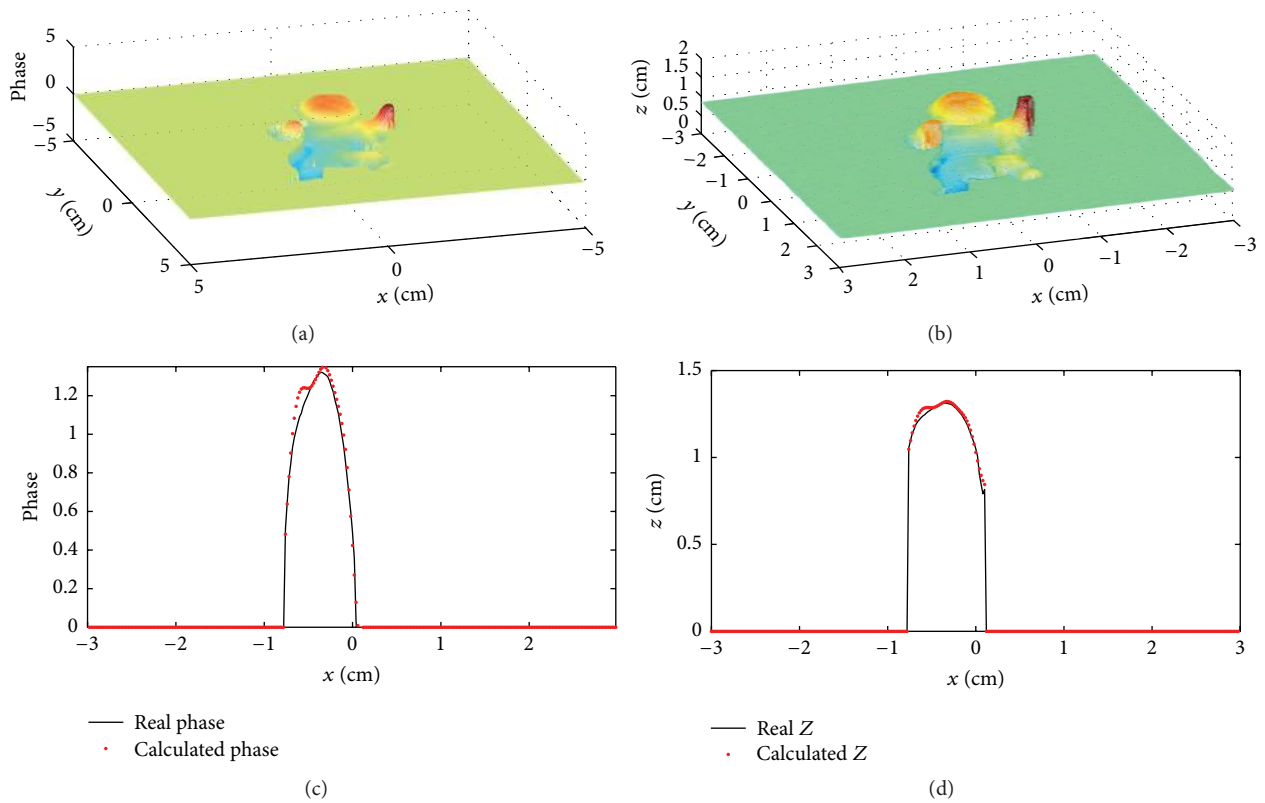 5
0
−5
−5
0
5
5
0
−5
Phase
y (cm)
x (cm)
(a)
2
1.5
1
0.5
0
−3
−2
−1
0
1
2
3
3
2
1
0
−1
−2
−3
z (cm)
y (cm)
x (cm)
(b)
1.2
1
0.8
0.6
0.4
0.2
0
−3
−2
−1
0
1
2
Phase
x (cm)
Real phase
Calculated phase
(c)
1.5
1
0.5
0
−3
−2
−1
0
1
2
3
z (cm)
x (cm)
Real Z
Calculated Z
(d)